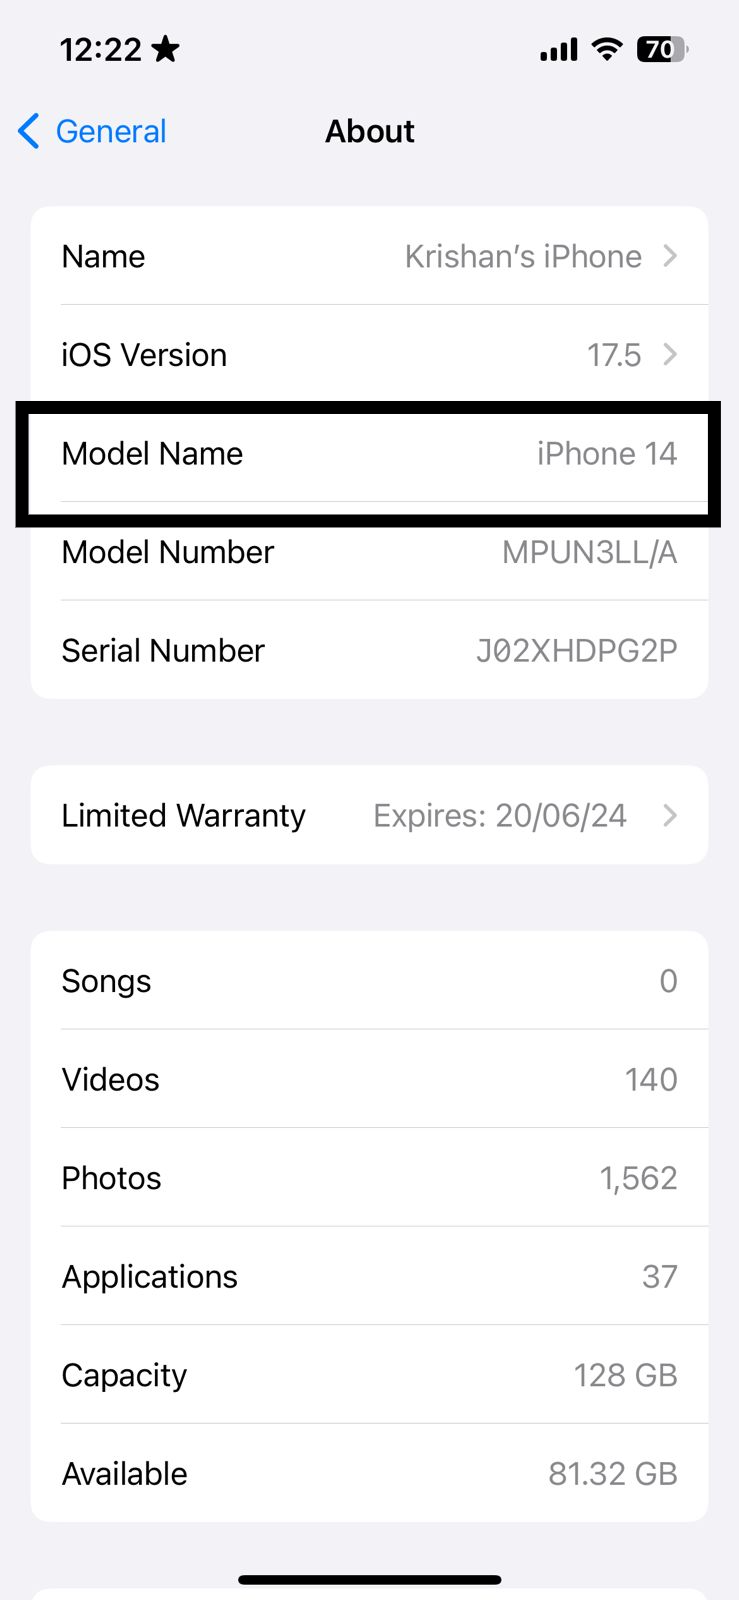 12:22 ★ 70
General About
Name Krishan’s iPhone
iOS Version 17.5
Model Name iPhone 14
Model Number MPUN3LL/A
Serial Number J02XHDPG2P
Limited Warranty Expires: 20/06/24
Songs 0
Videos 140
Photos 1,562
Applications 37
Capacity 128 GB
Available 81.32 GB